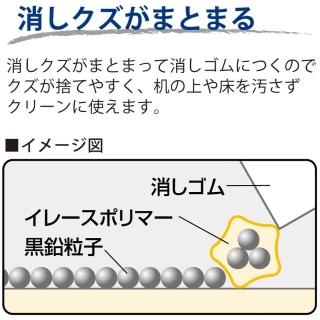 消しクズがまとまる
消しクズがまとまって消しゴムにつくので
クズが捨てやすく、机の上や床を汚さず
クリーンに使えます。
■イメージ図
消しゴム
イレースポリマー
黒鉛粒子